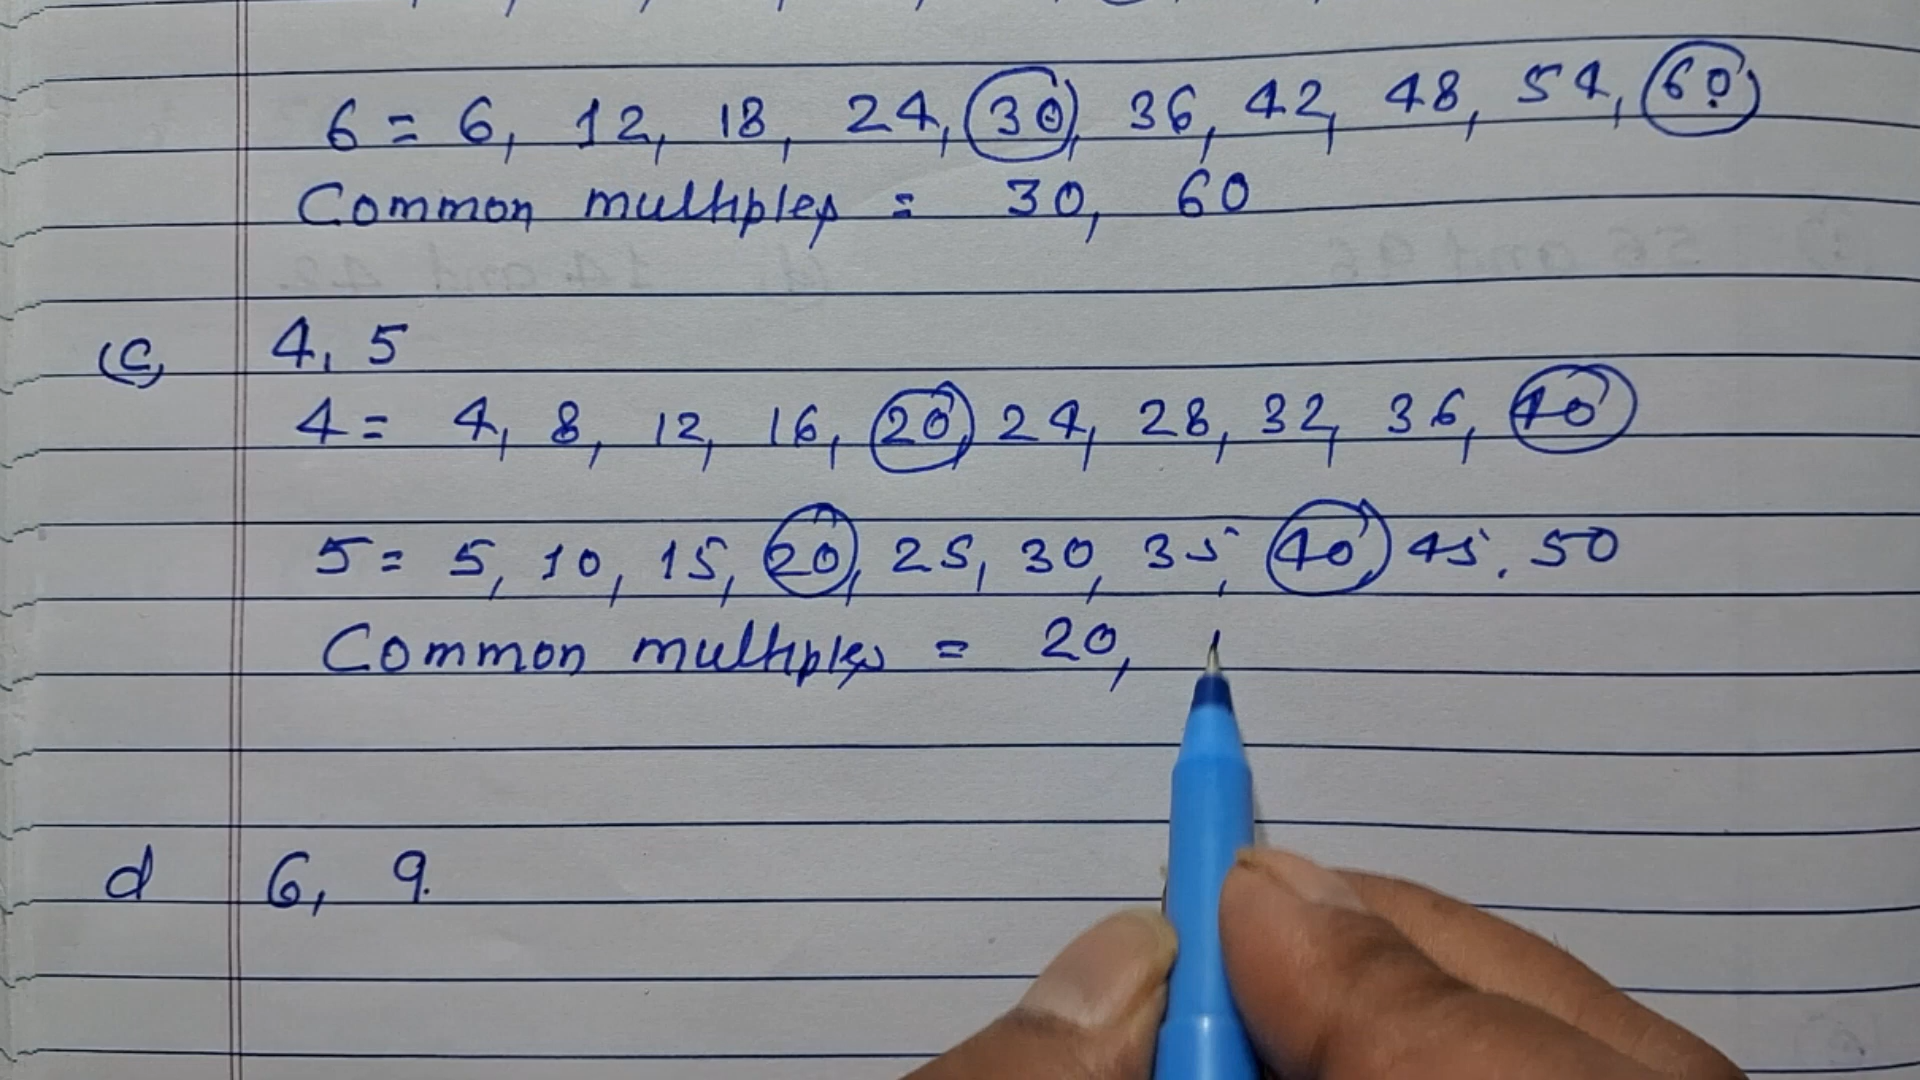 6 = 6, 12, 18, 24, 30, 36, 42, 48, 54, 60
Common multiples = 30, 60
(c) 4, 5
4 = 4, 8, 12, 16, 20, 24, 28, 32, 36, 40
5 = 5, 10, 15, 20, 25, 30, 35, 40, 45, 50
Common multiples = 20,
d 6, 9.